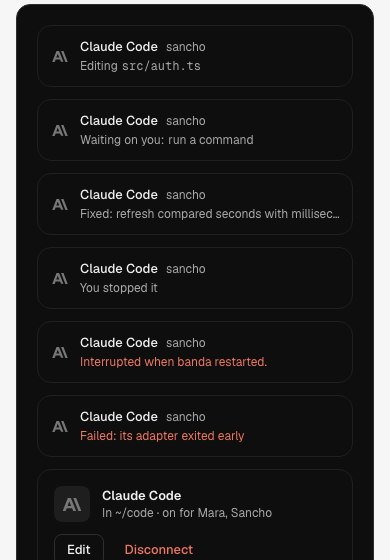 Claude Code sancho
Editing src/auth.ts
Claude Code sancho
Waiting on you: run a command
Claude Code sancho
Fixed: refresh compared seconds with millisec…
Claude Code sancho
You stopped it
Claude Code sancho
Interrupted when banda restarted.
Claude Code sancho
Failed: its adapter exited early
Claude Code
In ~/code · on for Mara, Sancho
Edit Disconnect